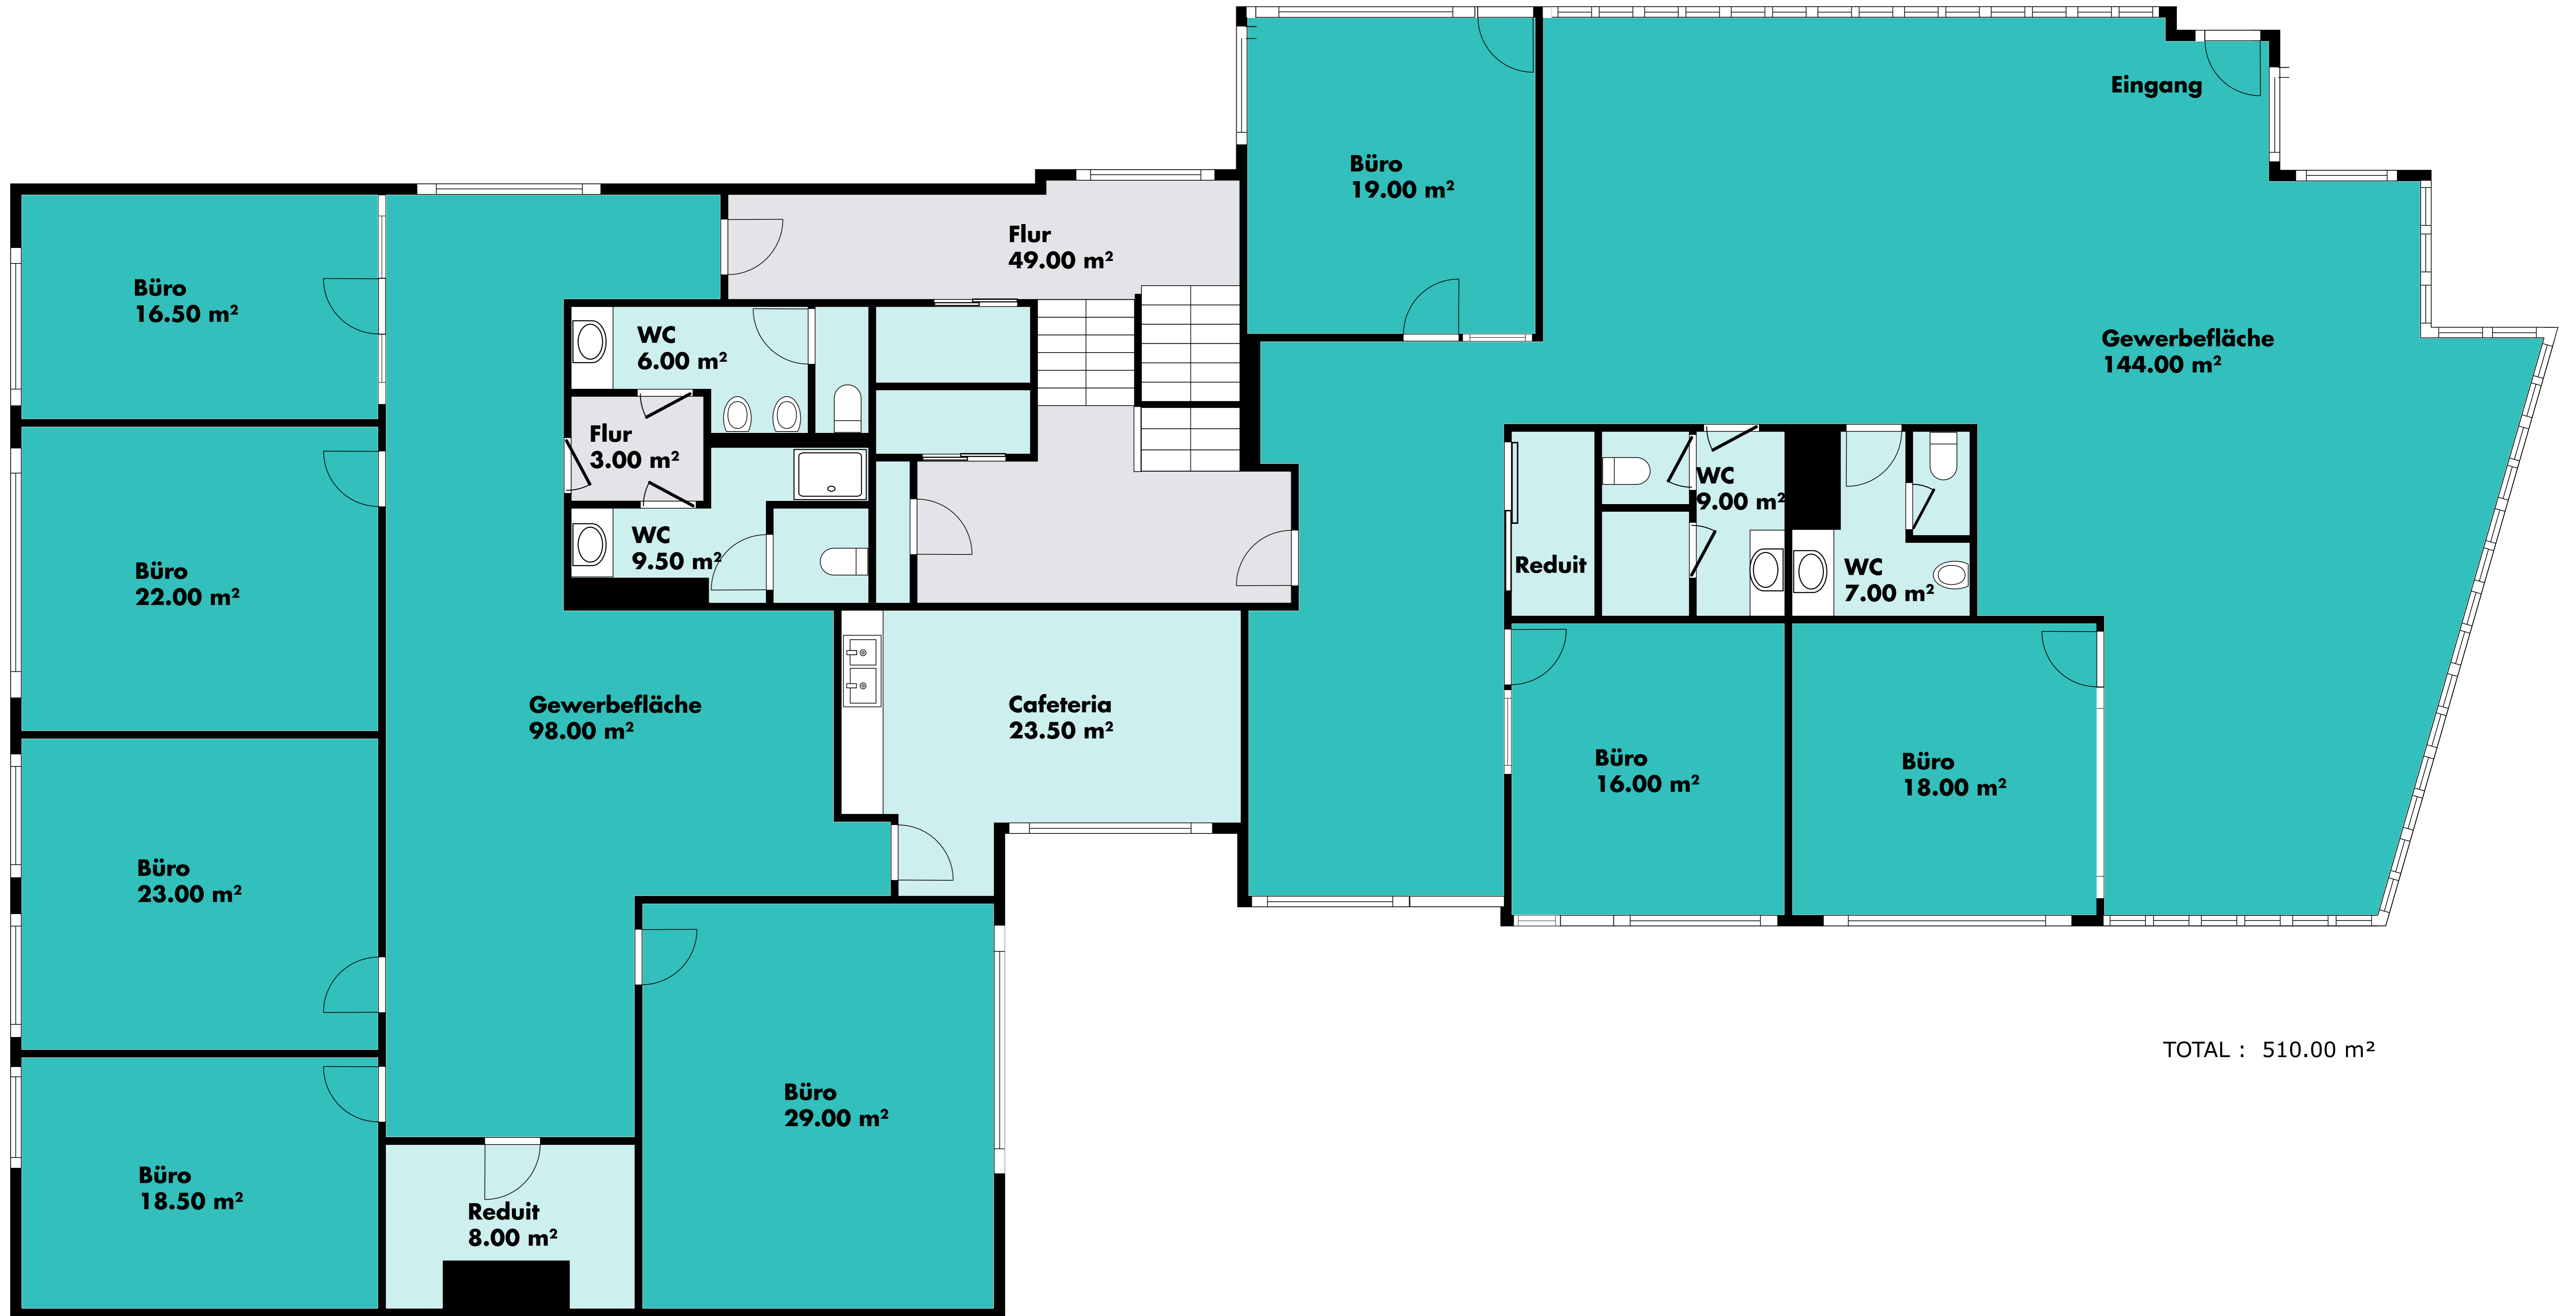 Eingang
Büro
19.00 m²
Flur
49.00 m²
Büro
16.50 m²
WC
6.00 m²
Gewerbefläche
144.00 m²
Flur
3.00 m²
WC
9.00 m²
WC
9.50 m²
Reduit
WC
7.00 m²
Büro
22.00 m²
Gewerbefläche
98.00 m²
Cafeteria
23.50 m²
Büro
16.00 m²
Büro
18.00 m²
Büro
23.00 m²
TOTAL : 510.00 m²
Büro
29.00 m²
Büro
18.50 m²
Reduit
8.00 m²